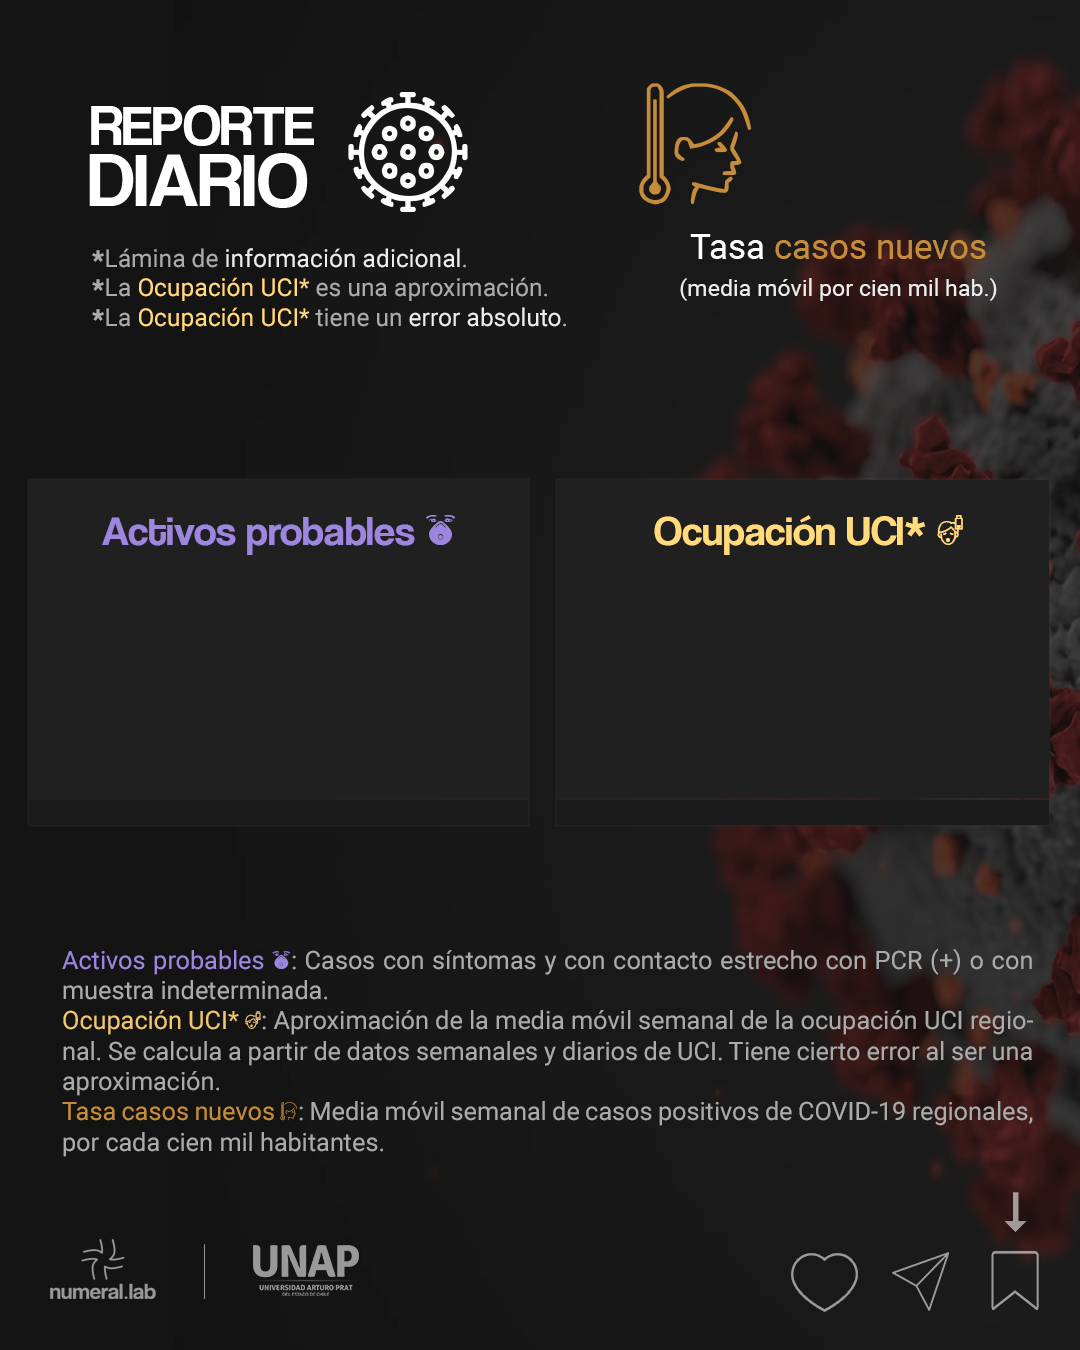 REPORTE
DIARIO
*Lámina de información adicional.
*La Ocupación UCI* es una aproximación.
*La Ocupación UCI* tiene un error absoluto.
Tasa casos nuevos
(media móvil por cien mil hab.)
Activos probables
Ocupación UCI*
Activos probables : Casos con síntomas y con contacto estrecho con PCR (+) o con
muestra indeterminada.
Ocupación UCI* : Aproximación de la media móvil semanal de la ocupación UCI regio-
nal. Se calcula a partir de datos semanales y diarios de UCI. Tiene cierto error al ser una
aproximación.
Tasa casos nuevos : Media móvil semanal de casos positivos de COVID-19 regionales,
por cada cien mil habitantes.
numeral.lab
UNAP
UNIVERSIDAD ARTURO PRAT
DEL ESTADO DE CHILE